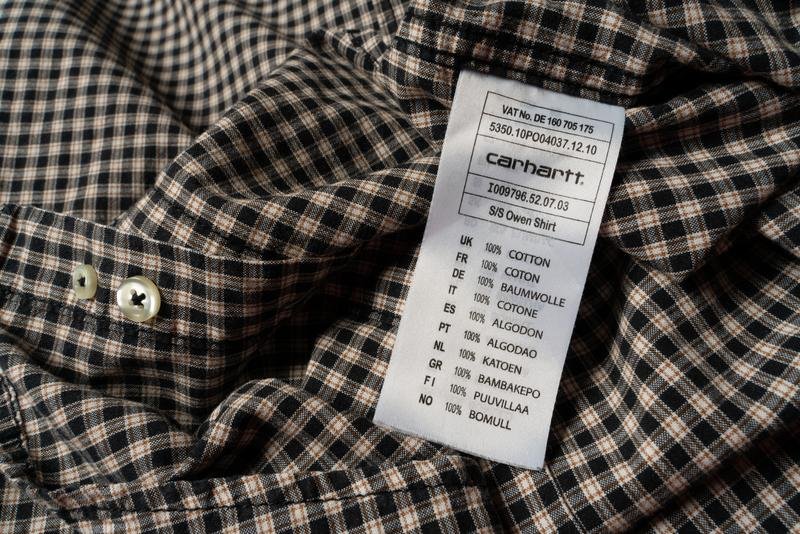 VAT No. DE 160 705 175
5350.10PO04037.12.10
carhartt.
I009796.52.07.03
S/S Owen Shirt
UK 100% COTTON
FR 100% COTON
DE 100% BAUMWOLLE
IT 100% COTONE
ES 100% ALGODON
PT 100% ALGODAO
NL 100% KATOEN
GR 100% BAMBAKEPO
FI 100% PUUVILLAA
NO 100% BOMULL